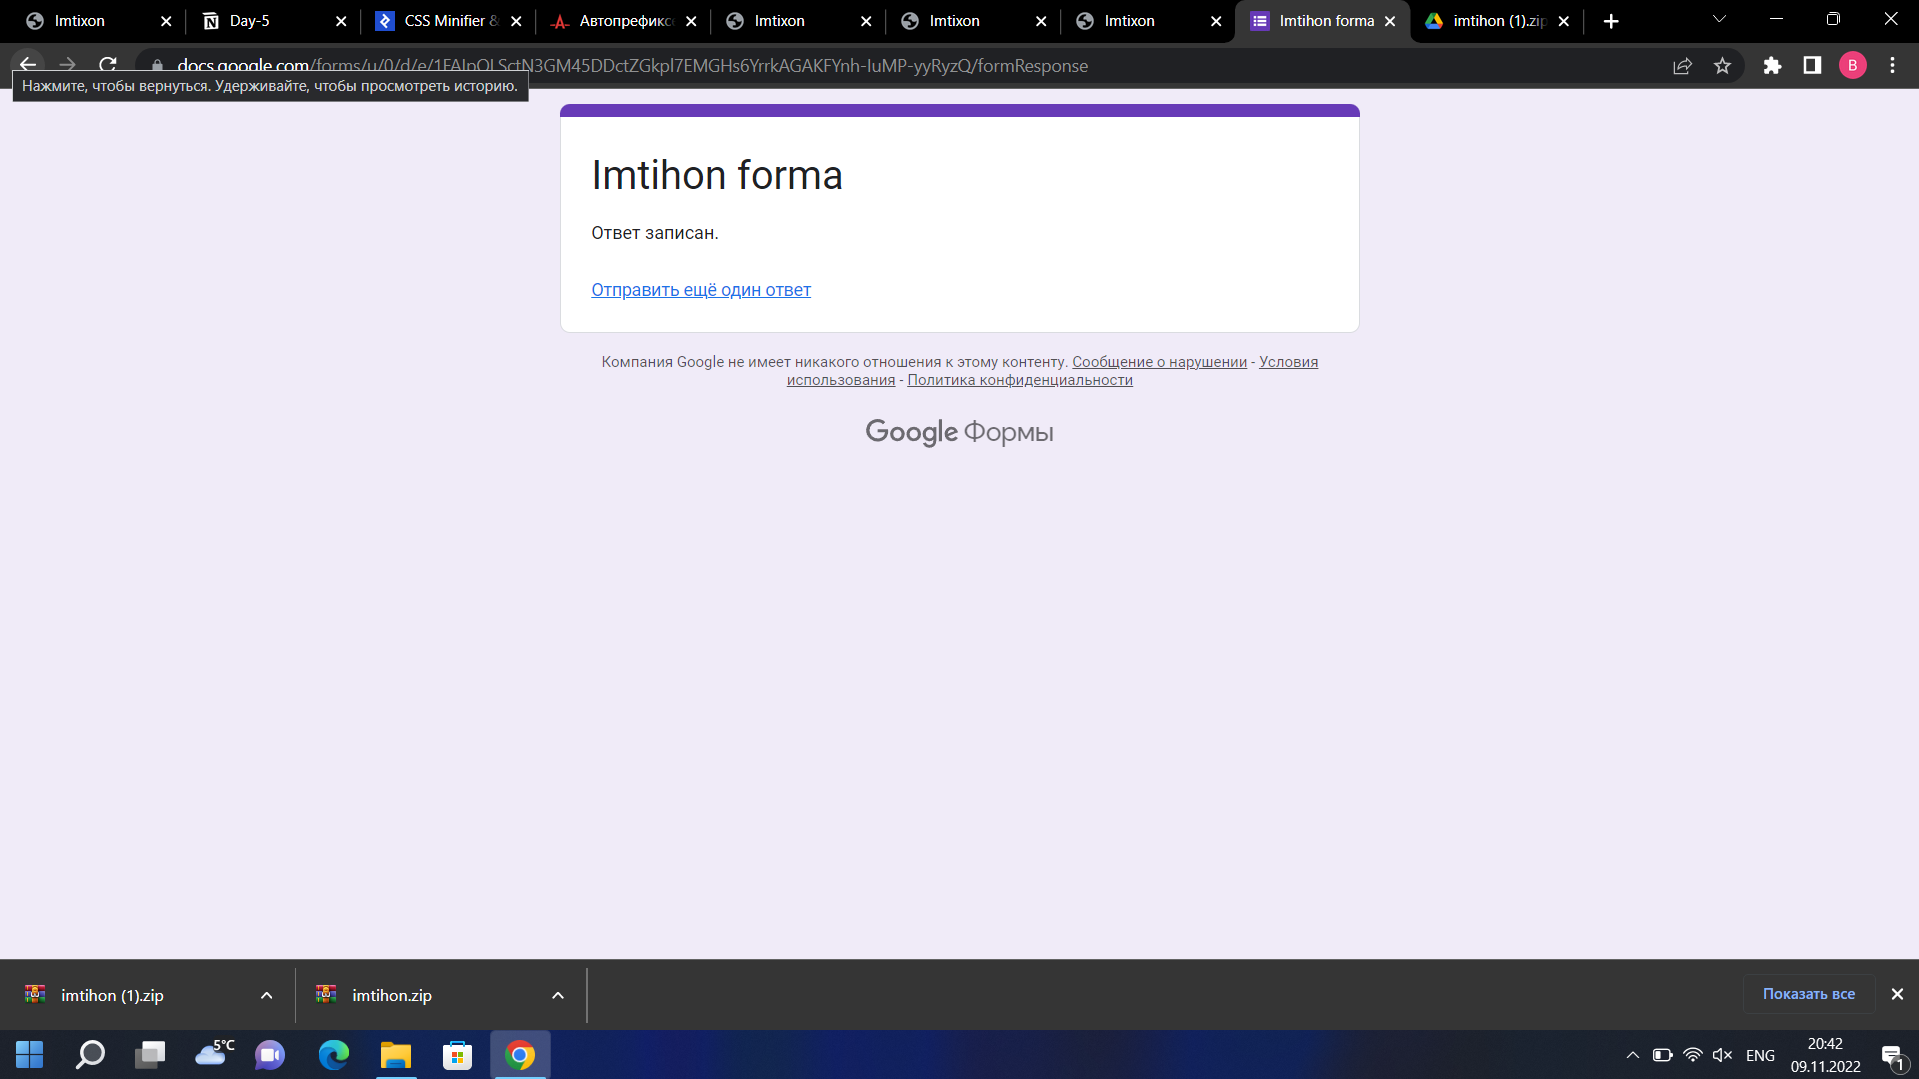 Imtixon
Day-5
CSS Minifier &
Автопрефиксе
Imtixon
Imtixon
Imtixon
Imtihon forma
imtihon (1).zip
docs.google.com/forms/u/0/d/e/1FAIpQLSctN3GM45DDctZGkpl7EMGHs6YrrkAGAKFYnh-IuMP-yyRyzQ/formResponse
B
Нажмите, чтобы вернуться. Удерживайте, чтобы просмотреть историю.
Imtihon forma
Ответ записан.
Отправить ещё один ответ
Компания Google не имеет никакого отношения к этому контенту. Сообщение о нарушении - Условия
использования - Политика конфиденциальности
Google Формы
imtihon (1).zip
imtihon.zip
Показать все
5°C
ENG
20:42
09.11.2022
1